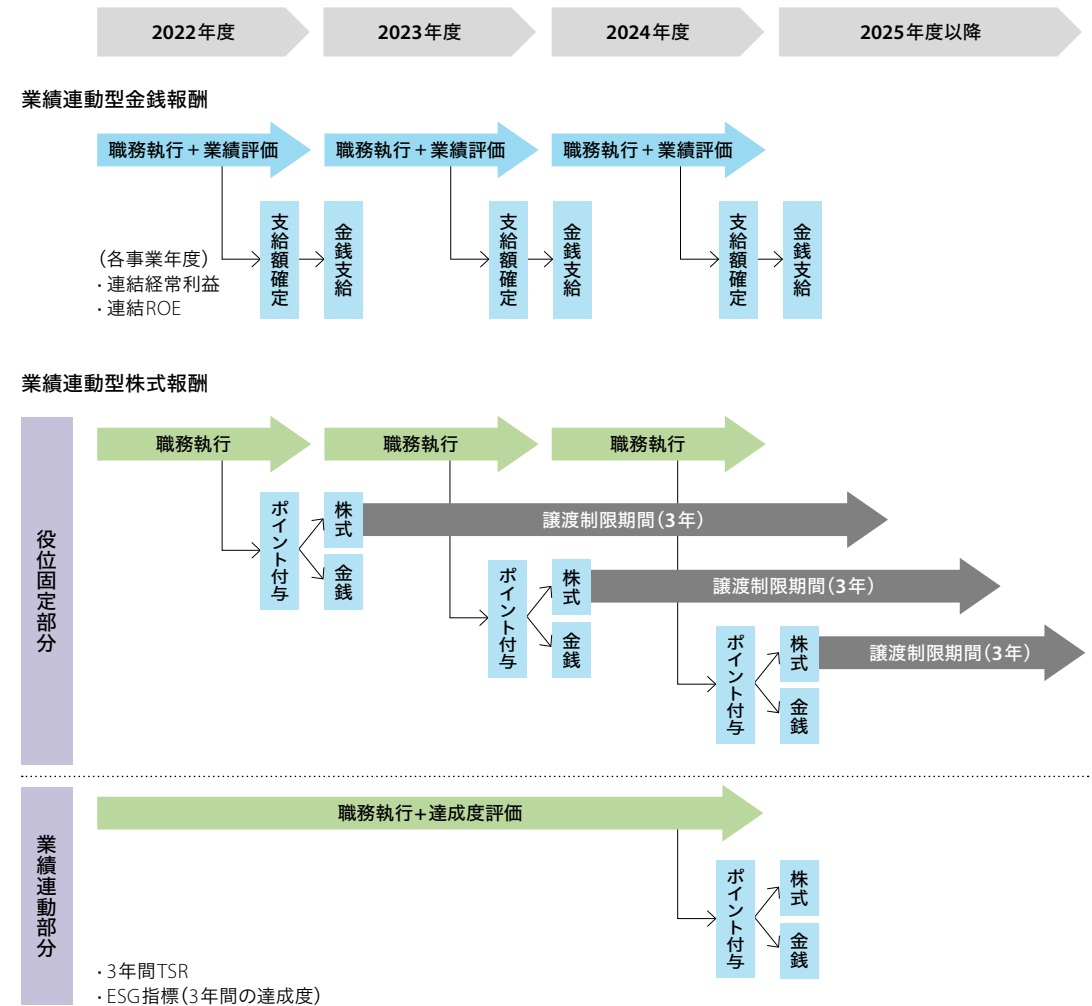 2022年度
2023年度
2024年度
2025年度以降
業績連動型金銭報酬
職務執行+業績評価
職務執行+業績評価
職務執行+業績評価
支給額確定
金銭支給
支給額確定
金銭支給
支給額確定
金銭支給
(各事業年度)
・連結経常利益
・連結ROE
業績連動型株式報酬
役位固定部分
職務執行
職務執行
職務執行
ポイント付与
株式
金銭
譲渡制限期間(3年)
ポイント付与
株式
金銭
譲渡制限期間(3年)
ポイント付与
株式
金銭
譲渡制限期間(3年)
業績連動部分
職務執行+達成度評価
ポイント付与
株式
金銭
・3年間TSR
・ESG指標(3年間の達成度)